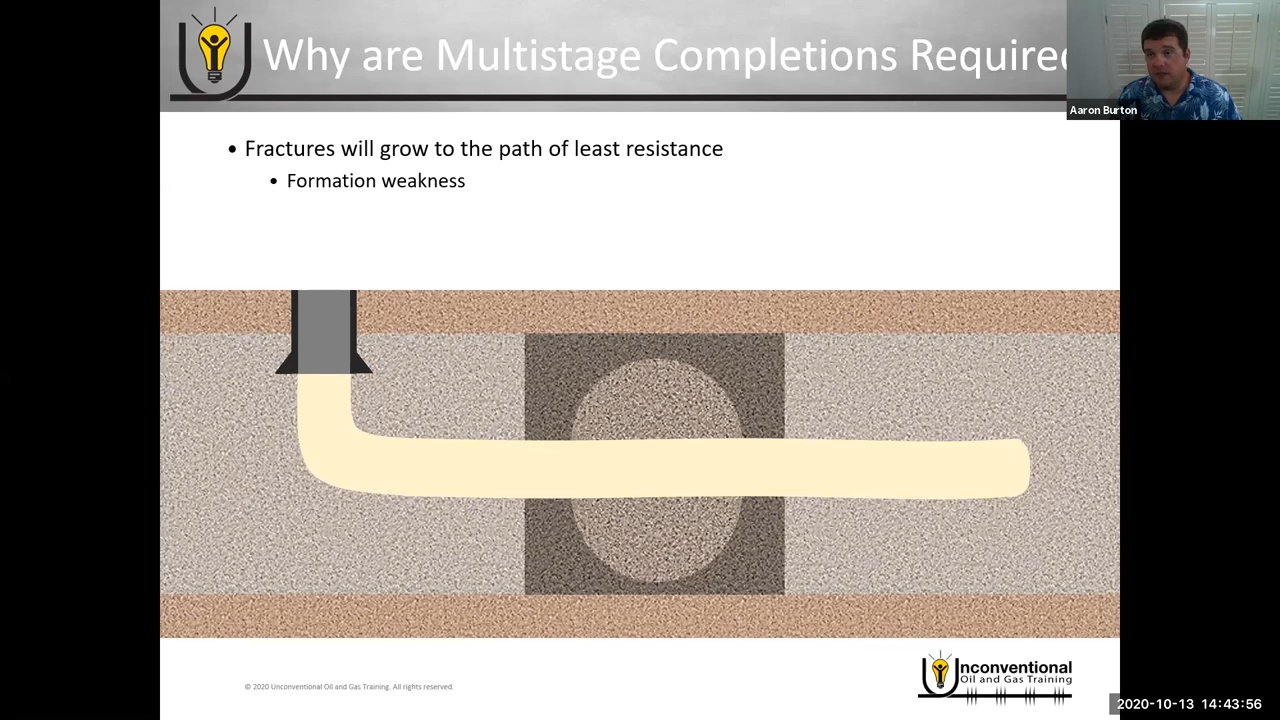 Why are Multistage Completions Required
Aaron Burton
• Fractures will grow to the path of least resistance
• Formation weakness
© 2020 Unconventional Oil and Gas Training. All rights reserved.
Unconventional
Oil and Gas Training
2020-10-13 14:43:56